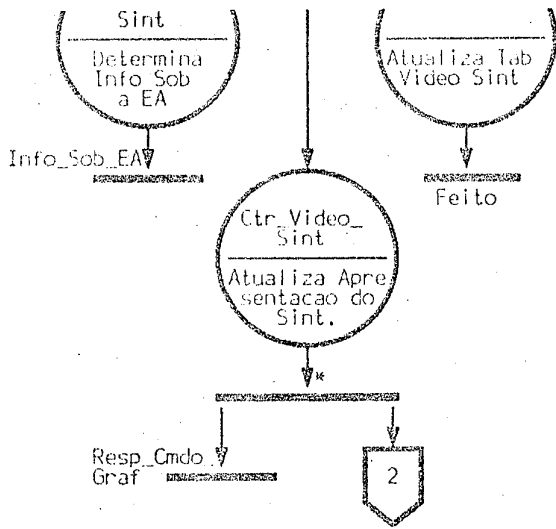 Sint
Determina
Info Sob
a EA
Atualiza Tab
Video Sint
Info_Sob_EA
Feito
Ctr_Video_
Sint
Atualiza Apre
sentacao do
Sint.
*
Resp_Cmdo_
Graf
2